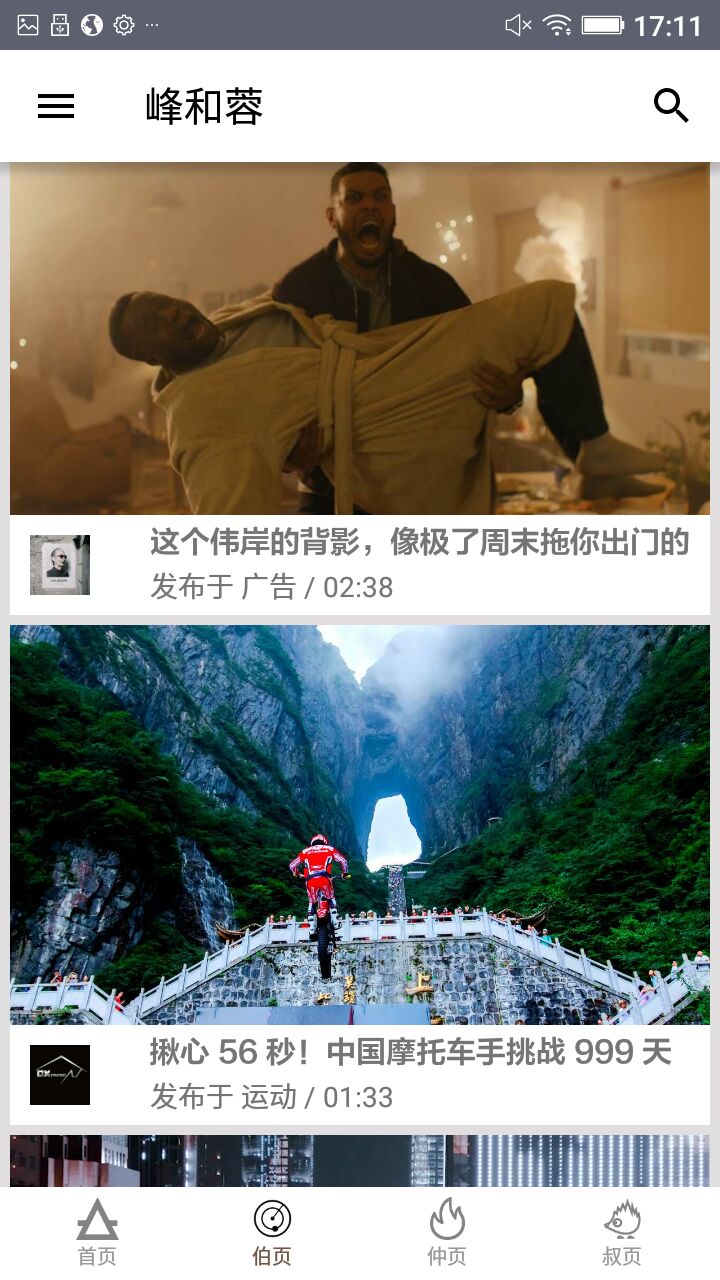 17:11
峰和蓉
这个伟岸的背影，像极了周末拖你出门的
发布于 广告 / 02:38
揪心 56 秒！中国摩托车手挑战 999 天
发布于 运动 / 01:33
首页
伯页
仲页
叔页